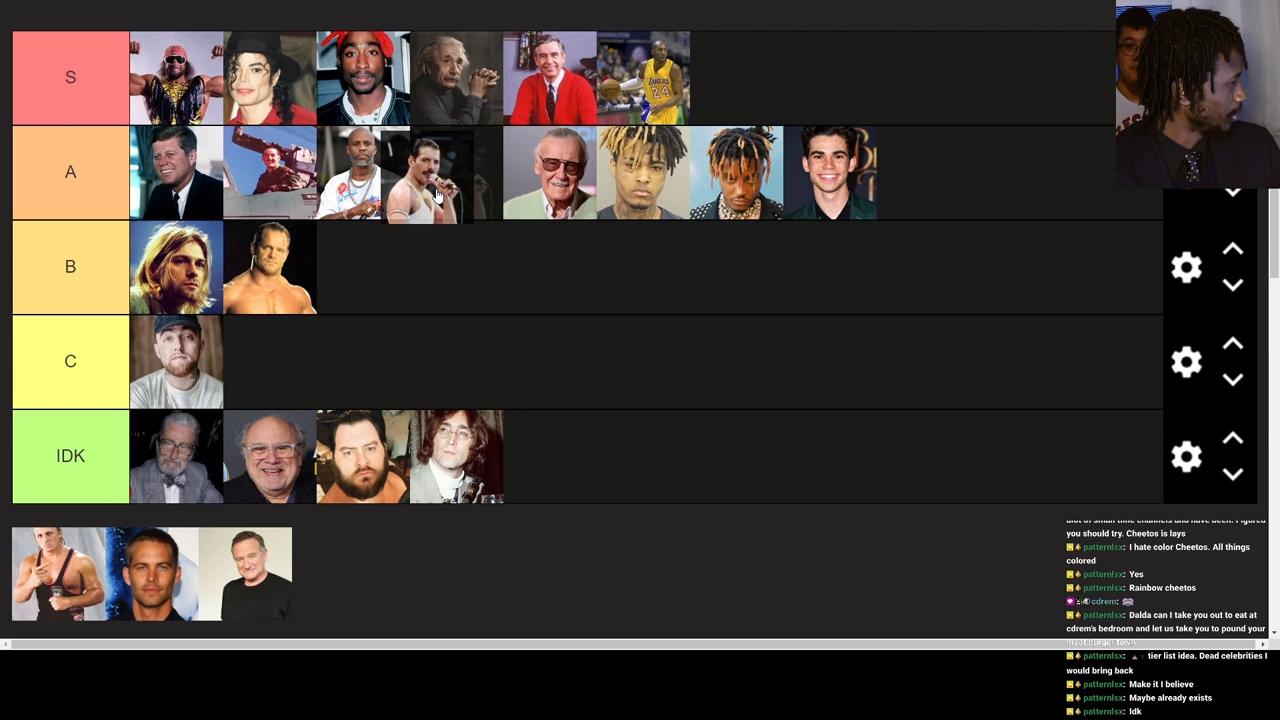 S
A
B
C
IDK
24
you should try. Cheetos is lays
patternlsx: I hate color Cheetos. All things
colored
patternlsx: Yes
patternlsx: Rainbow cheetos
cdrem:
patternlsx: Dalda can I take you out to eat at
cdrem's bedroom and let us take you to pound your
patternlsx: tier list idea. Dead celebrities I
would bring back
patternlsx: Make it I believe
patternlsx: Maybe already exists
patternlsx: Idk